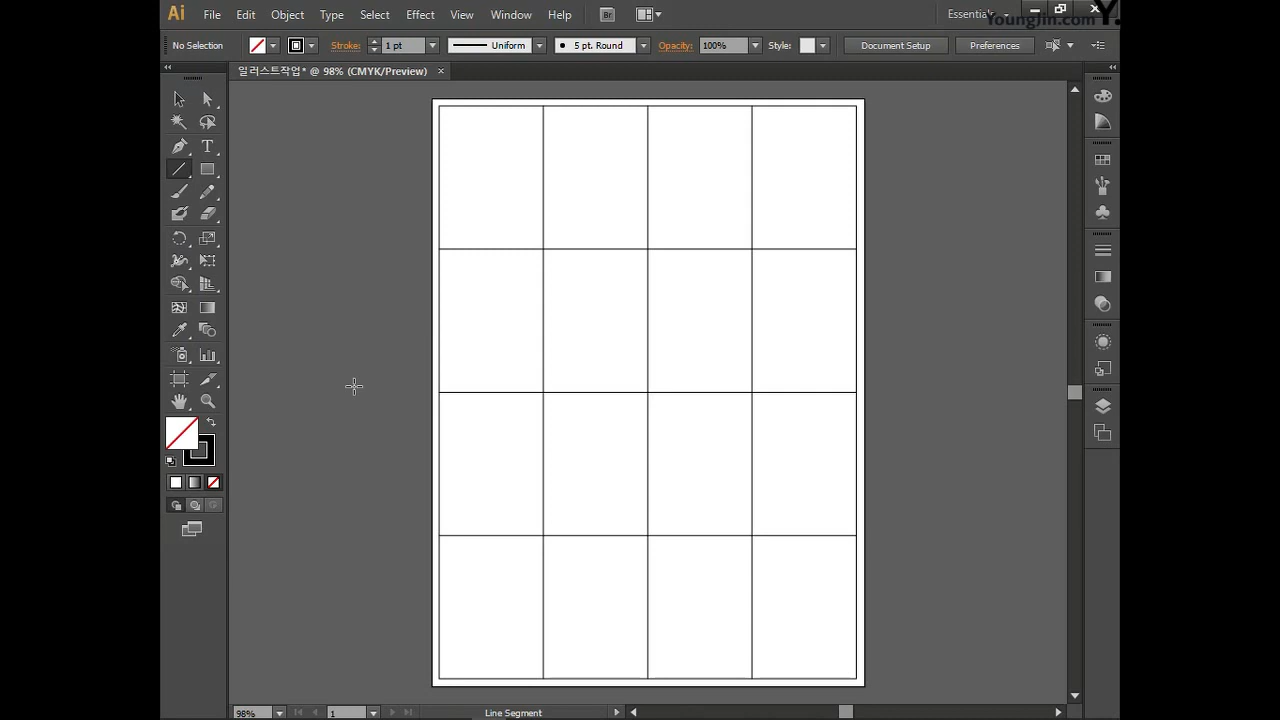 Ai File Edit Object Type Select Effect View Window Help Br Essentials
YoungJin.com Y.
No Selection Stroke: 1 pt Uniform 5 pt. Round Opacity: 100% Style: Document Setup Preferences
일러스트작업* @ 98% (CMYK/Preview)
T
98% 1 Line Segment